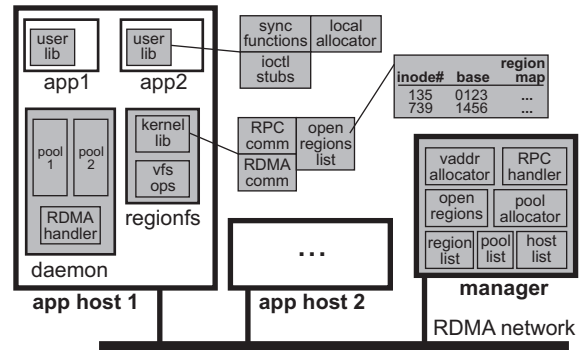 user
lib
app1
user
lib
app2
sync
functions
local
allocator
ioctl
stubs
region
inode# base map
135 0123 ...
739 1456 ...
pool
1
pool
2
RDMA
handler
daemon
kernel
lib
vfs
ops
regionfs
RPC
comm
open
regions
list
RDMA
comm
app host 1
...
app host 2
vaddr
allocator
RPC
handler
open
regions
pool
allocator
region
list
pool
list
host
list
manager
RDMA network